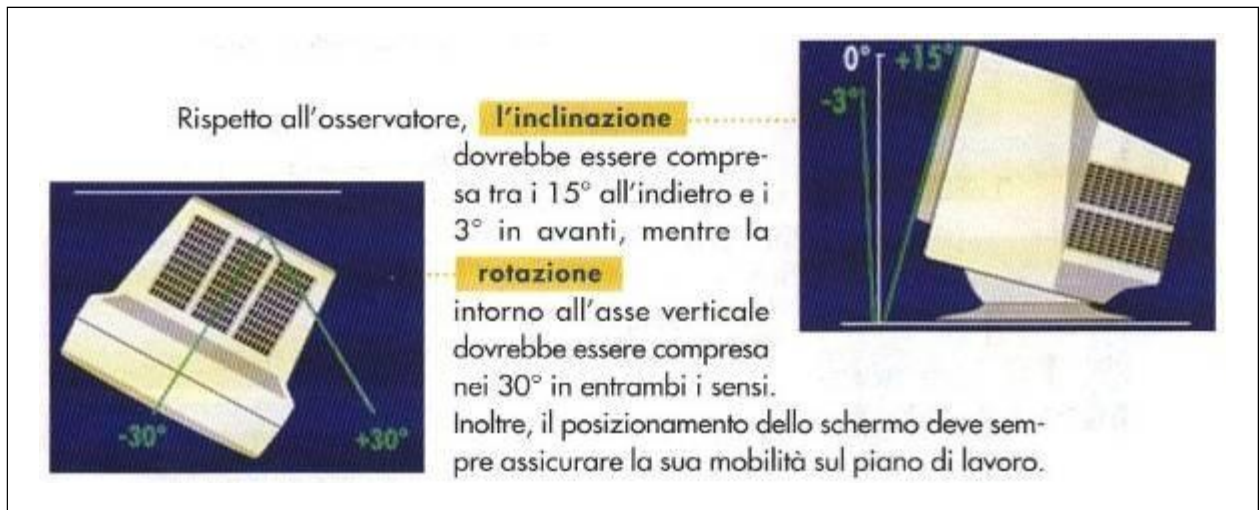 Rispetto all'osservatore, l'inclinazione
dovrebbe essere compre-
sa tra i 15° all'indietro e i
3° in avanti, mentre la
rotazione
intorno all'asse verticale
dovrebbe essere compresa
nei 30° in entrambi i sensi.
Inoltre, il posizionamento dello schermo deve sem-
pre assicurare la sua mobilità sul piano di lavoro.
0° +15°
-3°
-30° +30°